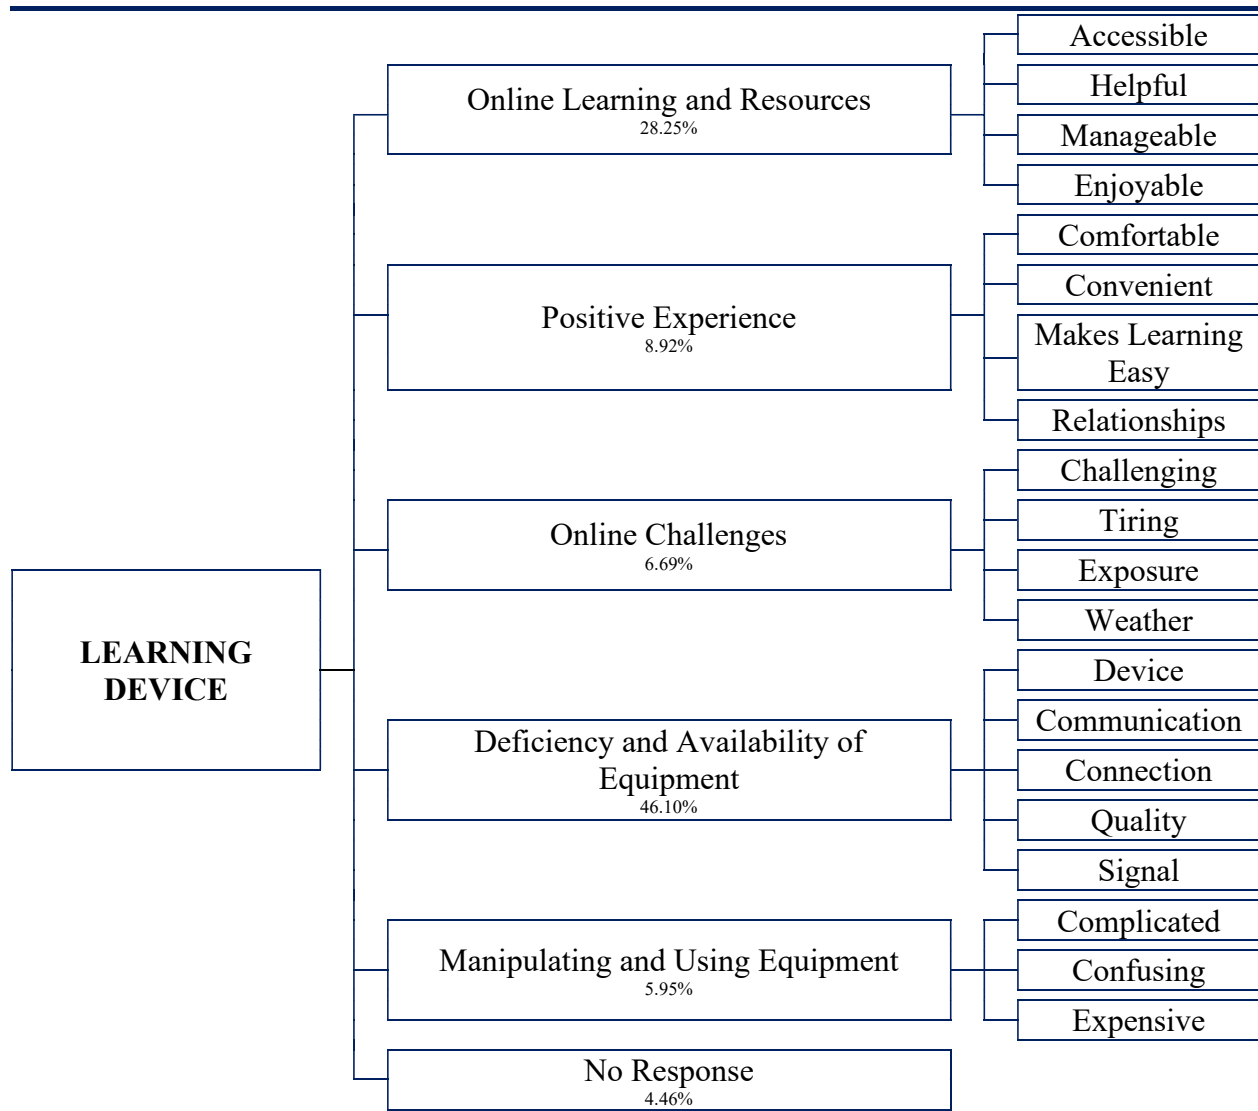 LEARNING
DEVICE
Online Learning and Resources
28.25%
Accessible
Helpful
Manageable
Enjoyable
Positive Experience
8.92%
Comfortable
Convenient
Makes Learning
Easy
Relationships
Online Challenges
6.69%
Challenging
Tiring
Exposure
Weather
Deficiency and Availability of
Equipment
46.10%
Device
Communication
Connection
Quality
Signal
Manipulating and Using Equipment
5.95%
Complicated
Confusing
Expensive
No Response
4.46%